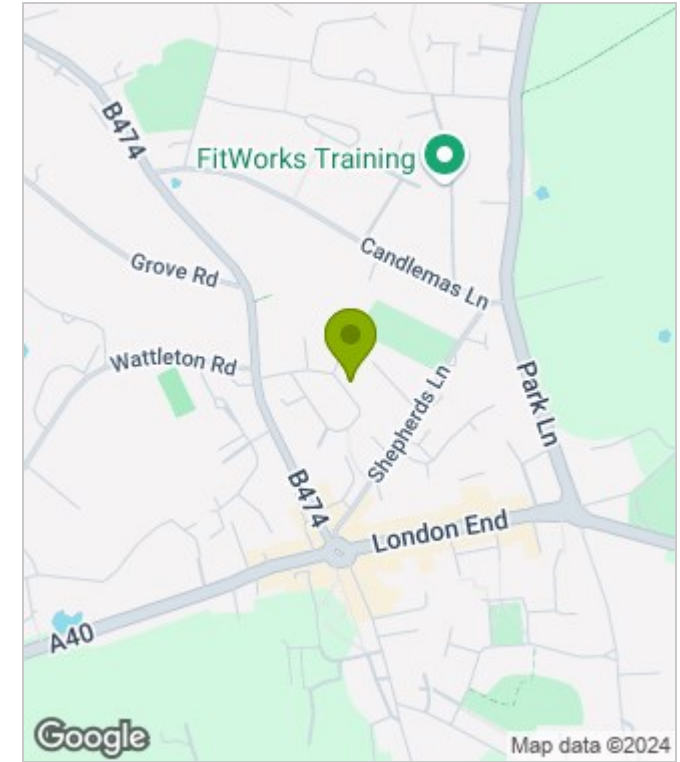 B474
FitWorks Training
Candlemas Ln
Grove Rd
Wattleton Rd
Park Ln
Shepherds Ln
B474
London End
A40
Google
Map data ©2024